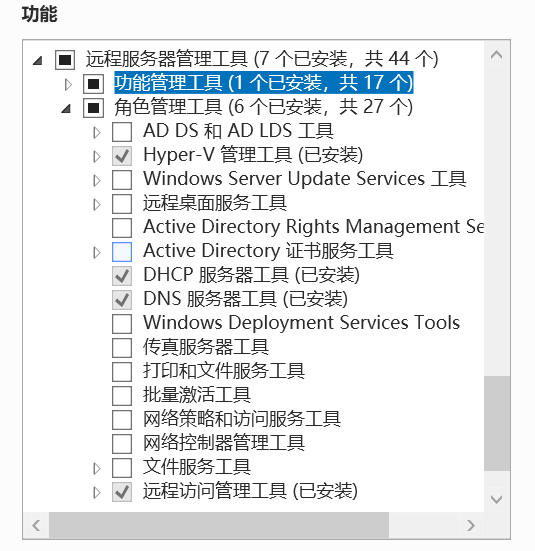 功能
远程服务器管理工具 (7 个已安装，共 44 个)
功能管理工具 (1 个已安装，共 17 个)
角色管理工具 (6 个已安装，共 27 个)
AD DS 和 AD LDS 工具
Hyper-V 管理工具 (已安装)
Windows Server Update Services 工具
远程桌面服务工具
Active Directory Rights Management Se
Active Directory 证书服务工具
DHCP 服务器工具 (已安装)
DNS 服务器工具 (已安装)
Windows Deployment Services Tools
传真服务器工具
打印和文件服务工具
批量激活工具
网络策略和访问服务工具
网络控制器管理工具
文件服务工具
远程访问管理工具 (已安装)